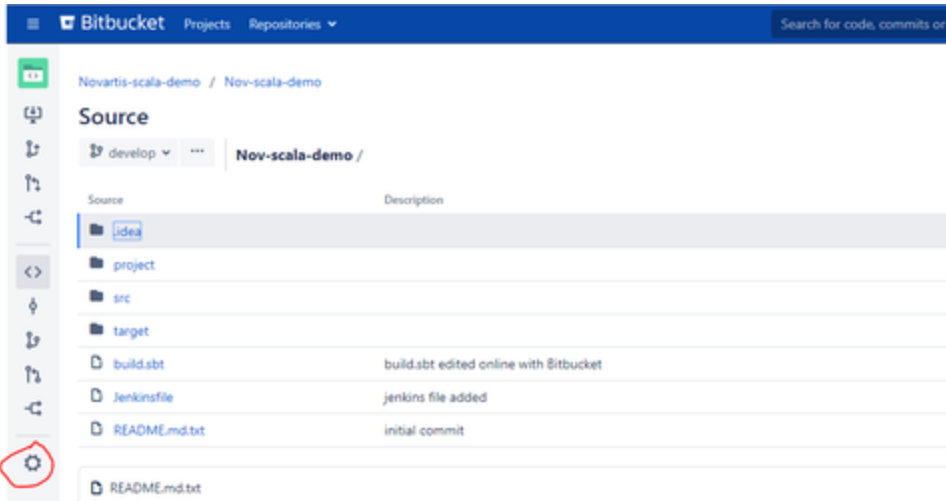 Bitbucket Projects Repositories Search for code, commits or
Novartis-scala-demo / Nov-scala-demo
Source
develop ··· Nov-scala-demo /
Source Description
.idea
project
src
target
build.sbt build.sbt edited online with Bitbucket
Jenkinsfile jenkins file added
README.md.txt initial commit
README.md.txt